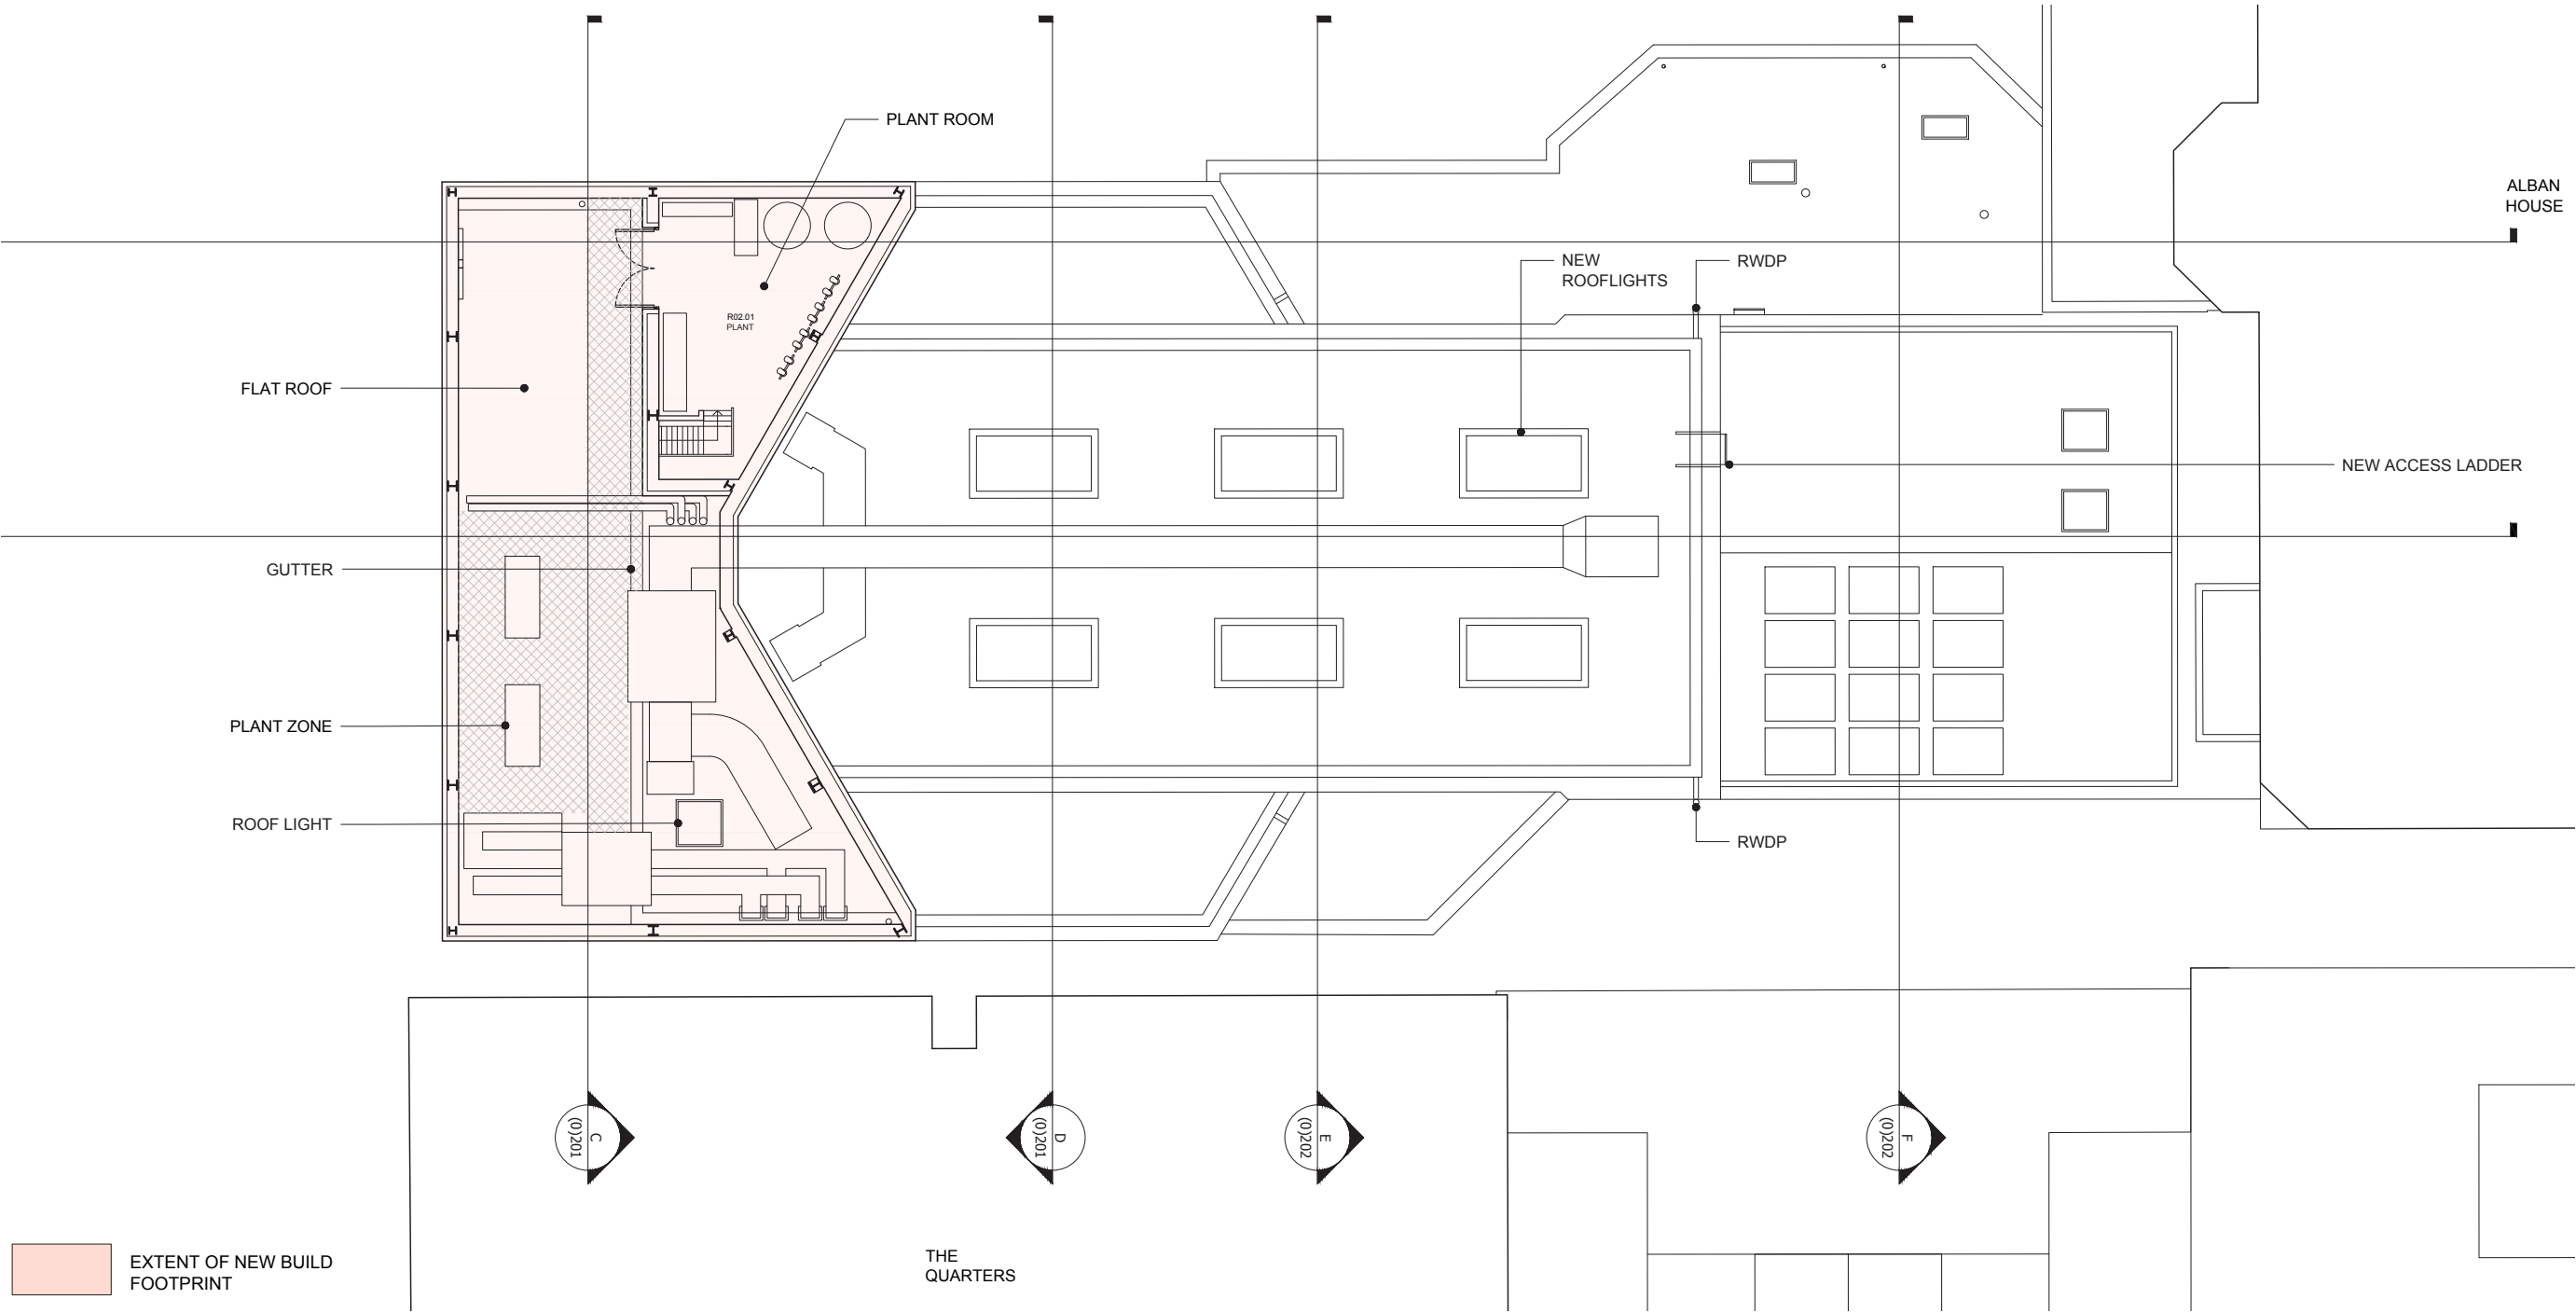 PLANT ROOM
ALBAN
HOUSE
NEW
ROOFLIGHTS
RWDP
R02.01
PLANT
FLAT ROOF
NEW ACCESS LADDER
GUTTER
PLANT ZONE
ROOF LIGHT
RWDP
C
(0)201
D
(0)201
E
(0)202
F
(0)202
EXTENT OF NEW BUILD
FOOTPRINT
THE
QUARTERS